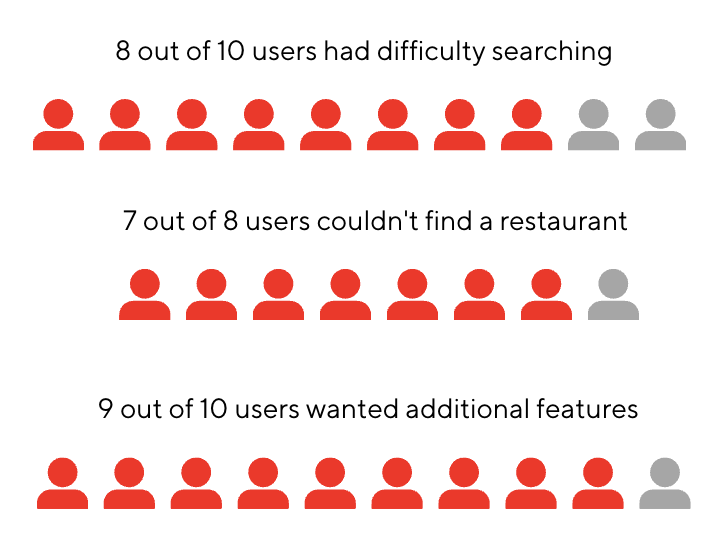 8 out of 10 users had difficulty searching
7 out of 8 users couldn't find a restaurant
9 out of 10 users wanted additional features